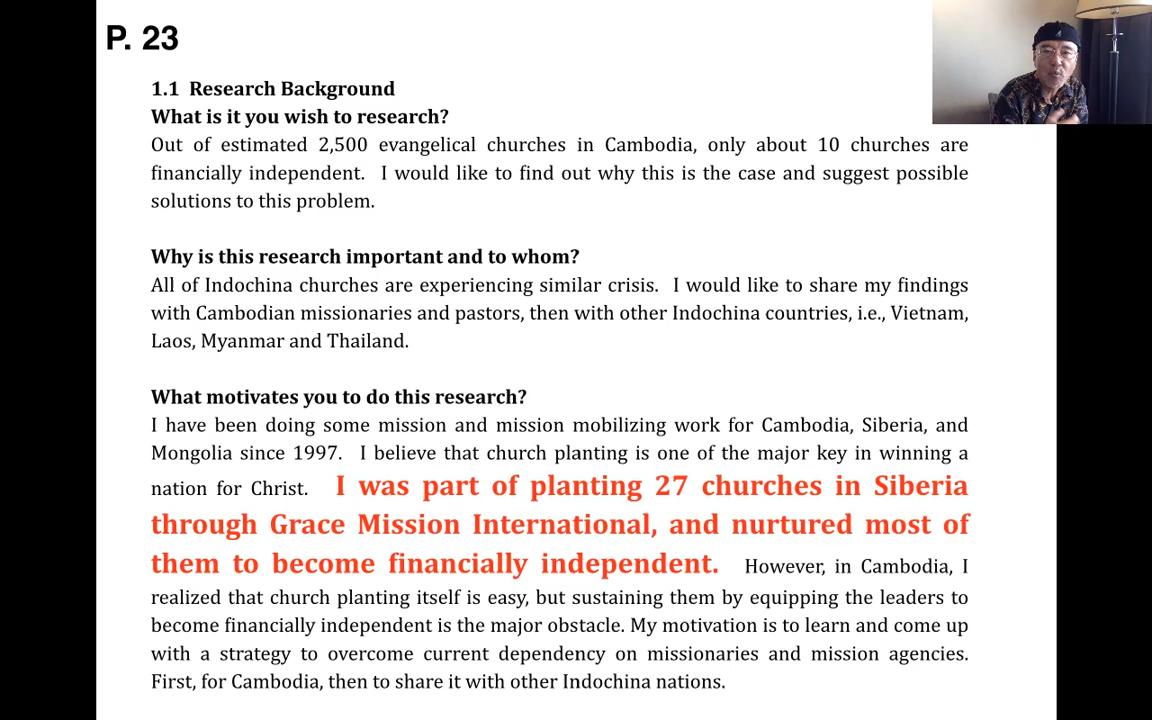 P. 23
1.1 Research Background
What is it you wish to research?
Out of estimated 2,500 evangelical churches in Cambodia, only about 10 churches are
financially independent. I would like to find out why this is the case and suggest possible
solutions to this problem.
Why is this research important and to whom?
All of Indochina churches are experiencing similar crisis. I would like to share my findings
with Cambodian missionaries and pastors, then with other Indochina countries, i.e., Vietnam,
Laos, Myanmar and Thailand.
What motivates you to do this research?
I have been doing some mission and mission mobilizing work for Cambodia, Siberia, and
Mongolia since 1997. I believe that church planting is one of the major key in winning a
nation for Christ. I was part of planting 27 churches in Siberia
through Grace Mission International, and nurtured most of
them to become financially independent. However, in Cambodia, I
realized that church planting itself is easy, but sustaining them by equipping the leaders to
become financially independent is the major obstacle. My motivation is to learn and come up
with a strategy to overcome current dependency on missionaries and mission agencies.
First, for Cambodia, then to share it with other Indochina nations.